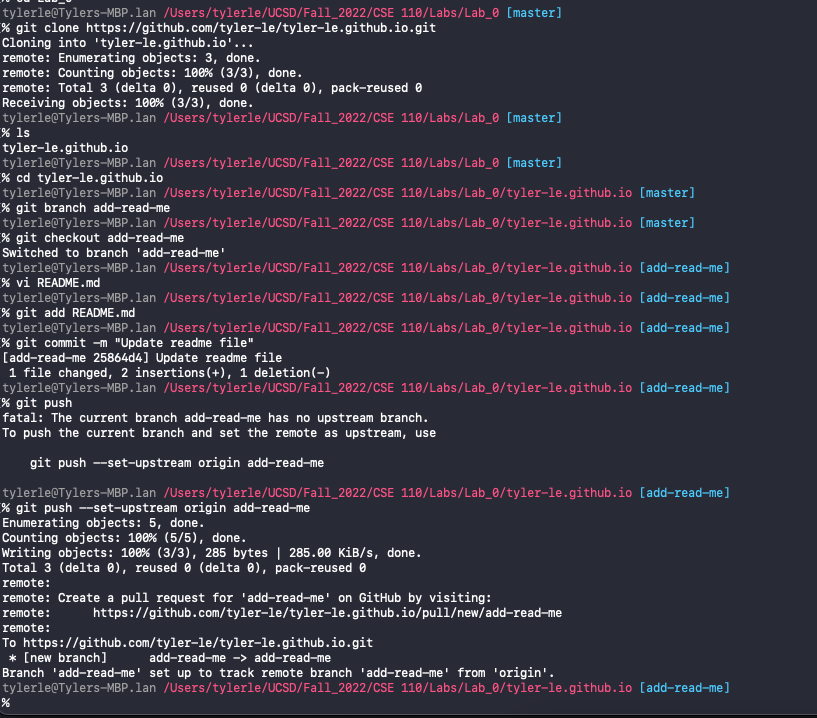 tylerle@Tylers-MBP.lan /Users/tylerle/UCSD/Fall_2022/CSE 110/Labs/Lab_0 [master]
% git clone https://github.com/tyler-le/tyler-le.github.io.git
Cloning into 'tyler-le.github.io'...
remote: Enumerating objects: 3, done.
remote: Counting objects: 100% (3/3), done.
remote: Total 3 (delta 0), reused 0 (delta 0), pack-reused 0
Receiving objects: 100% (3/3), done.
tylerle@Tylers-MBP.lan /Users/tylerle/UCSD/Fall_2022/CSE 110/Labs/Lab_0 [master]
% ls
tyler-le.github.io
tylerle@Tylers-MBP.lan /Users/tylerle/UCSD/Fall_2022/CSE 110/Labs/Lab_0 [master]
% cd tyler-le.github.io
tylerle@Tylers-MBP.lan /Users/tylerle/UCSD/Fall_2022/CSE 110/Labs/Lab_0/tyler-le.github.io [master]
% git branch add-read-me
tylerle@Tylers-MBP.lan /Users/tylerle/UCSD/Fall_2022/CSE 110/Labs/Lab_0/tyler-le.github.io [master]
% git checkout add-read-me
Switched to branch 'add-read-me'
tylerle@Tylers-MBP.lan /Users/tylerle/UCSD/Fall_2022/CSE 110/Labs/Lab_0/tyler-le.github.io [add-read-me]
% vi README.md
tylerle@Tylers-MBP.lan /Users/tylerle/UCSD/Fall_2022/CSE 110/Labs/Lab_0/tyler-le.github.io [add-read-me]
% git add README.md
tylerle@Tylers-MBP.lan /Users/tylerle/UCSD/Fall_2022/CSE 110/Labs/Lab_0/tyler-le.github.io [add-read-me]
% git commit -m "Update readme file"
[add-read-me 25864d4] Update readme file
 1 file changed, 2 insertions(+), 1 deletion(-)
tylerle@Tylers-MBP.lan /Users/tylerle/UCSD/Fall_2022/CSE 110/Labs/Lab_0/tyler-le.github.io [add-read-me]
% git push
fatal: The current branch add-read-me has no upstream branch.
To push the current branch and set the remote as upstream, use
    git push --set-upstream origin add-read-me
tylerle@Tylers-MBP.lan /Users/tylerle/UCSD/Fall_2022/CSE 110/Labs/Lab_0/tyler-le.github.io [add-read-me]
% git push --set-upstream origin add-read-me
Enumerating objects: 5, done.
Counting objects: 100% (5/5), done.
Writing objects: 100% (3/3), 285 bytes | 285.00 KiB/s, done.
Total 3 (delta 0), reused 0 (delta 0), pack-reused 0
remote:
remote: Create a pull request for 'add-read-me' on GitHub by visiting:
remote:      https://github.com/tyler-le/tyler-le.github.io/pull/new/add-read-me
remote:
To https://github.com/tyler-le/tyler-le.github.io.git
 * [new branch]      add-read-me -> add-read-me
Branch 'add-read-me' set up to track remote branch 'add-read-me' from 'origin'.
tylerle@Tylers-MBP.lan /Users/tylerle/UCSD/Fall_2022/CSE 110/Labs/Lab_0/tyler-le.github.io [add-read-me]
%